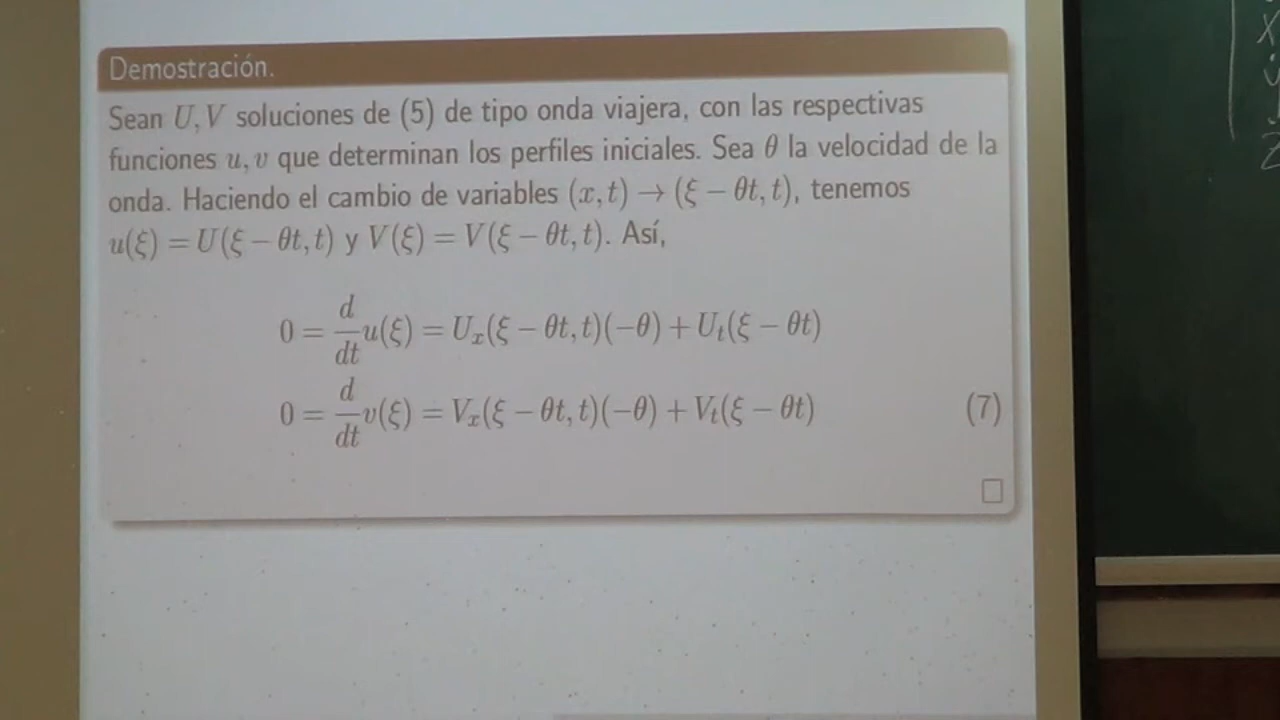 Demostración.
Sean U, V soluciones de (5) de tipo onda viajera, con las respectivas
funciones u, v que determinan los perfiles iniciales. Sea θ la velocidad de la
onda. Haciendo el cambio de variables (x, t) → (ξ − θt, t), tenemos
u(ξ) = U(ξ − θt, t) y V(ξ) = V(ξ − θt, t). Así,
0 = d/dt u(ξ) = U_x(ξ − θt, t)(−θ) + U_t(ξ − θt)
0 = d/dt v(ξ) = V_x(ξ − θt, t)(−θ) + V_t(ξ − θt) (7)
□